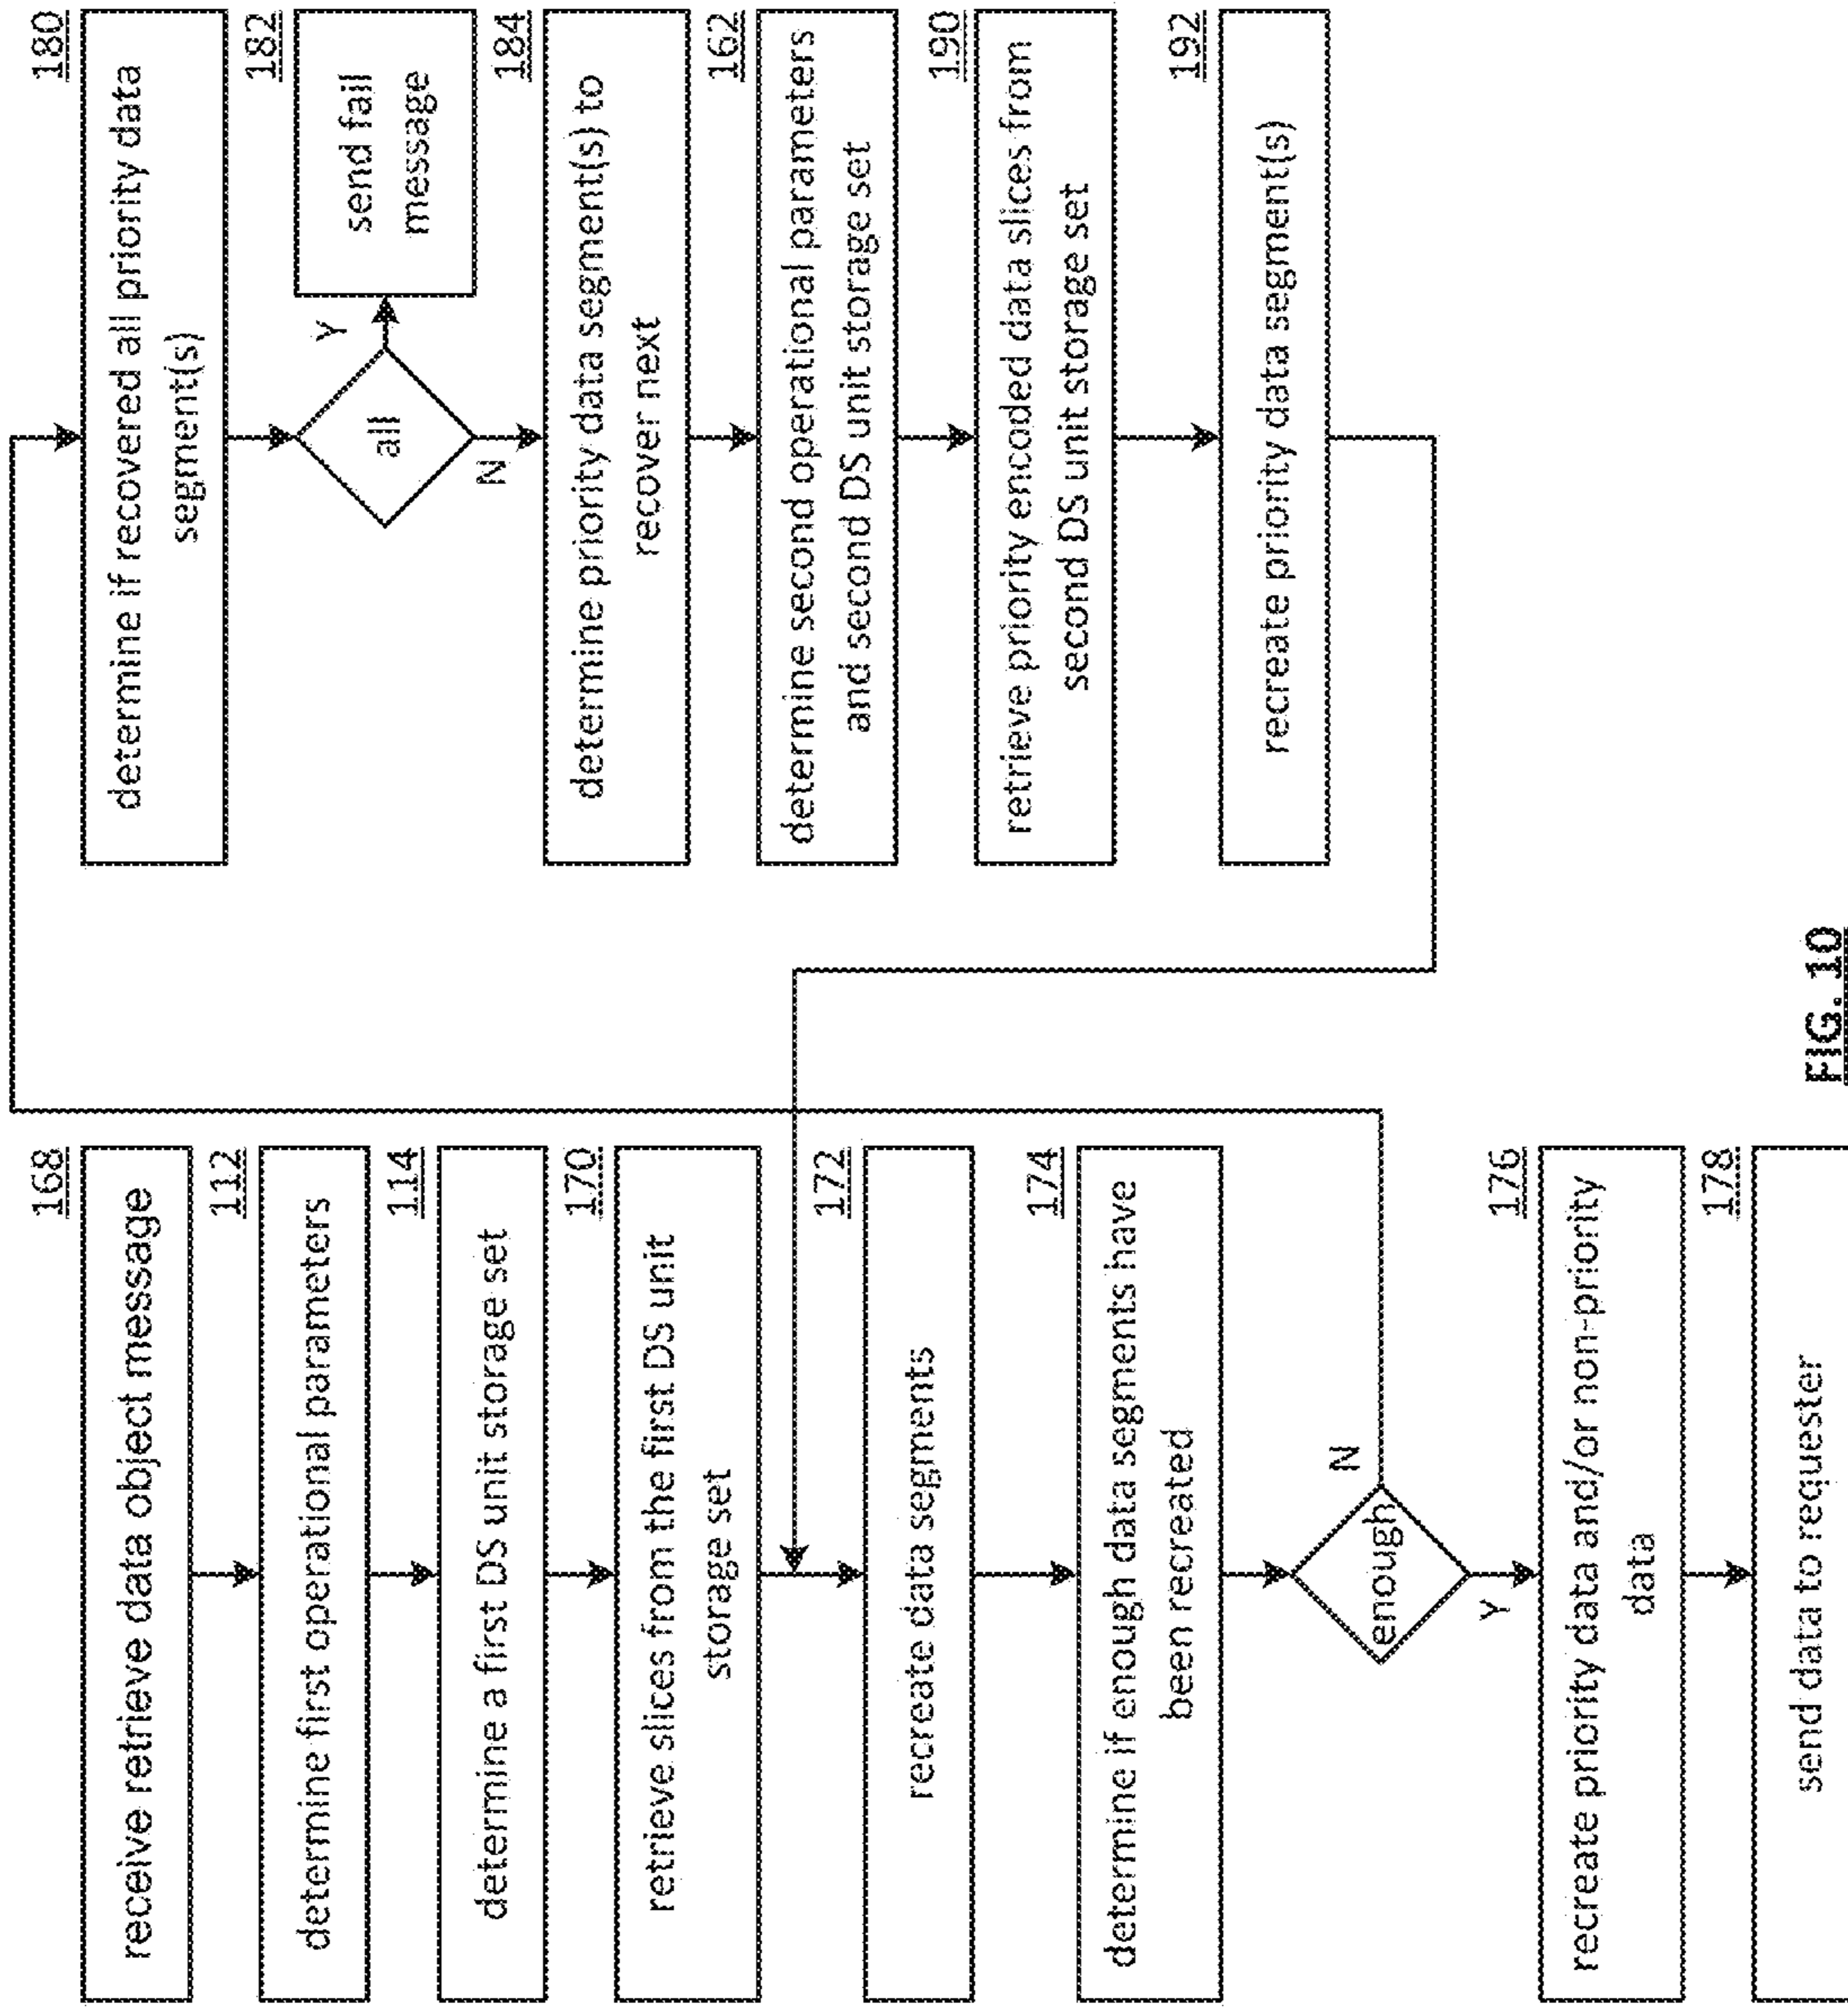 168
receive retrieve data object message
112
determine first operational parameters
114
determine a first DS unit storage set
170
retrieve slices from the first DS unit
storage set
172
recreate data segments
174
determine if enough data segments have
been recreated
enough
N
Y
176
recreate priority data and/or non-priority
data
178
send data to requester
180
determine if recovered all priority data
segment(s)
all
Y
N
182
send fail
message
184
determine priority data segment(s) to
recover next
162
determine second operational parameters
and second DS unit storage set
190
retrieve priority encoded data slices from
second DS unit storage set
192
recreate priority data segment(s)
FIG. 10